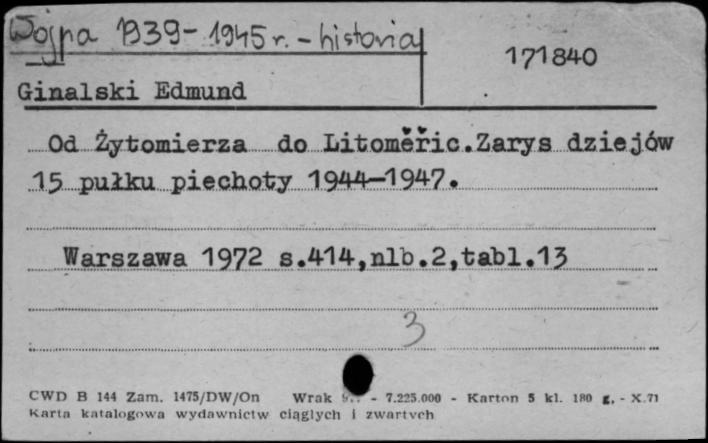 Wojna 1939-1945 r. - historia
171840
Ginalski Edmund
Od Żytomierza do Litoměřic. Zarys dziejów
15 pułku piechoty 1944-1947.
Warszawa 1972 s.414,nlb.2,tabl.13
3
CWD B 144 Zam. 1475/DW/On Wrak - 7.225.000 - Karton 5 kl. 180 g. - X.71
Karta katalogowa wydawnictw ciągłych i zwartych